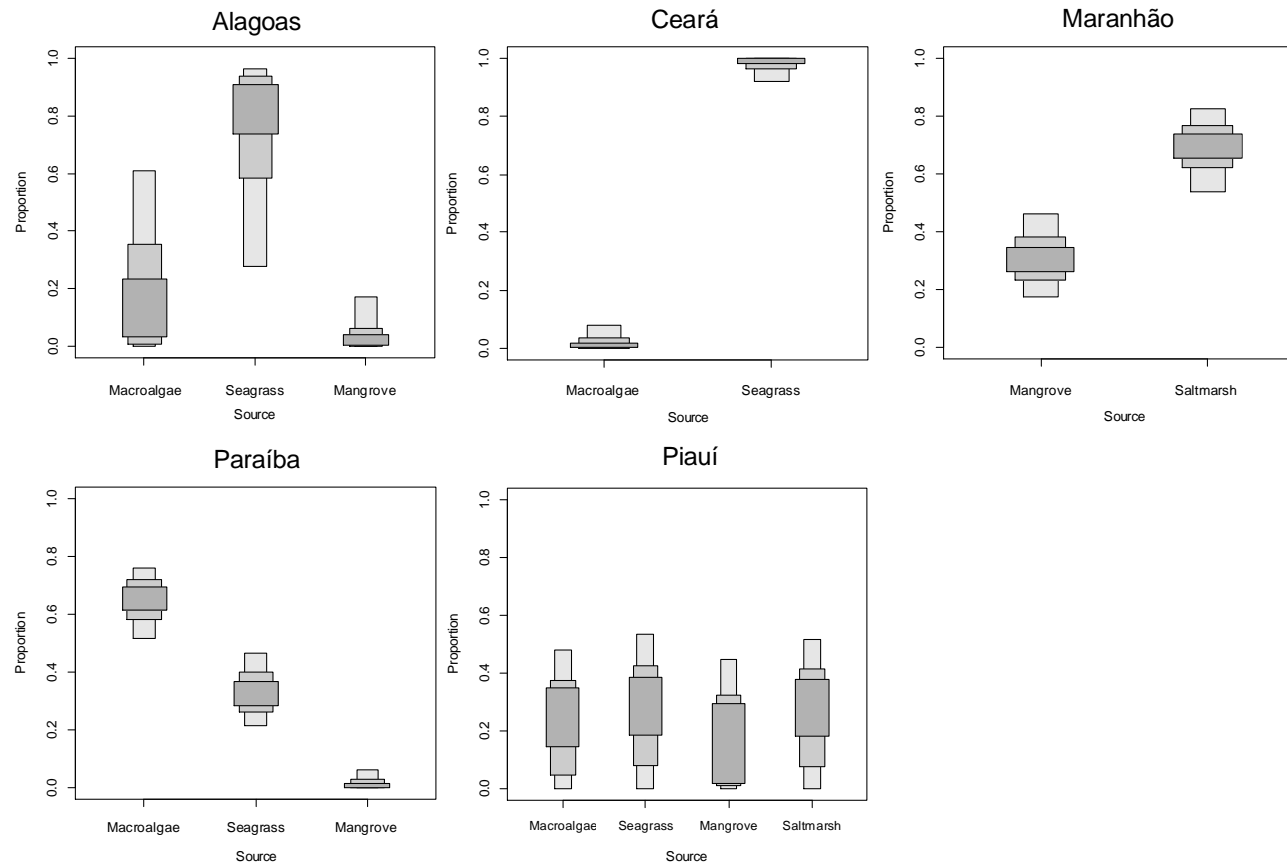 Alagoas
1.0
0.8
0.6
0.4
0.2
0.0
Proportion
Macroalgae Seagrass Mangrove
Source
Ceará
1.0
0.8
0.6
0.4
0.2
0.0
Proportion
Macroalgae Seagrass
Source
Maranhão
1.0
0.8
0.6
0.4
0.2
0.0
Proportion
Mangrove Saltmarsh
Source
Paraíba
1.0
0.8
0.6
0.4
0.2
0.0
Proportion
Macroalgae Seagrass Mangrove
Source
Piauí
1.0
0.8
0.6
0.4
0.2
0.0
Proportion
Macroalgae Seagrass Mangrove Saltmarsh
Source